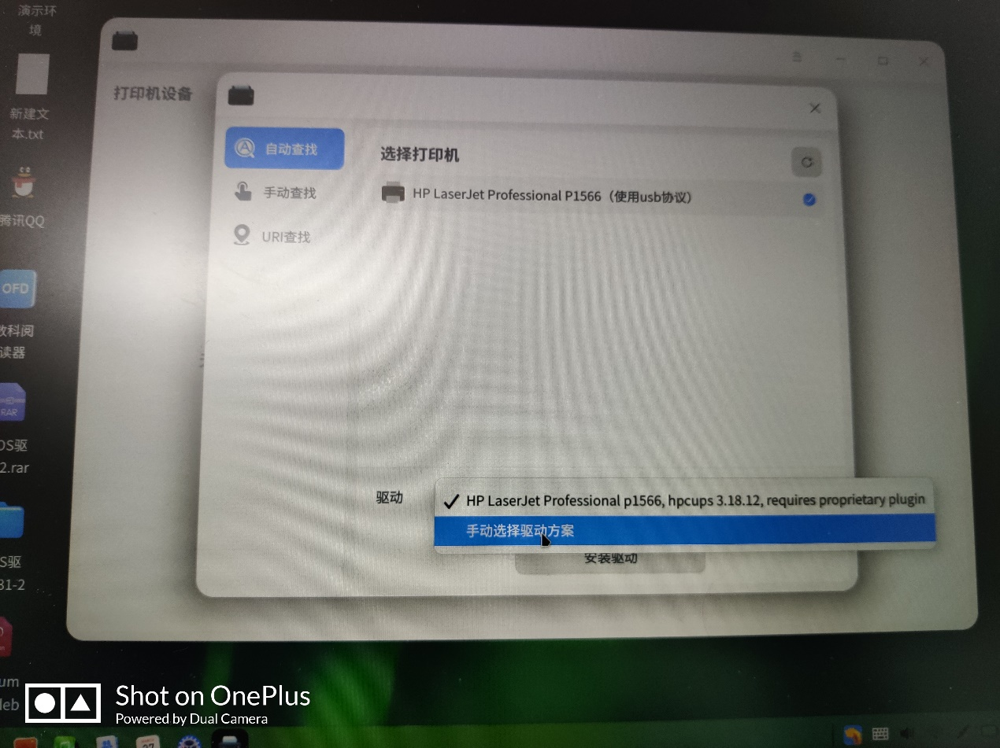 演示环
境
新建文
本.txt
腾讯QQ
OFD
数科阅
读器
RAR
OS驱
2.rar
S驱
31-2
um
deb
打印机设备
自动查找
手动查找
URI查找
选择打印机
HP LaserJet Professional P1566（使用usb协议）
驱动
HP LaserJet Professional p1566, hpcups 3.18.12, requires proprietary plugin
手动选择驱动方案
安装驱动
Shot on OnePlus
Powered by Dual Camera
27